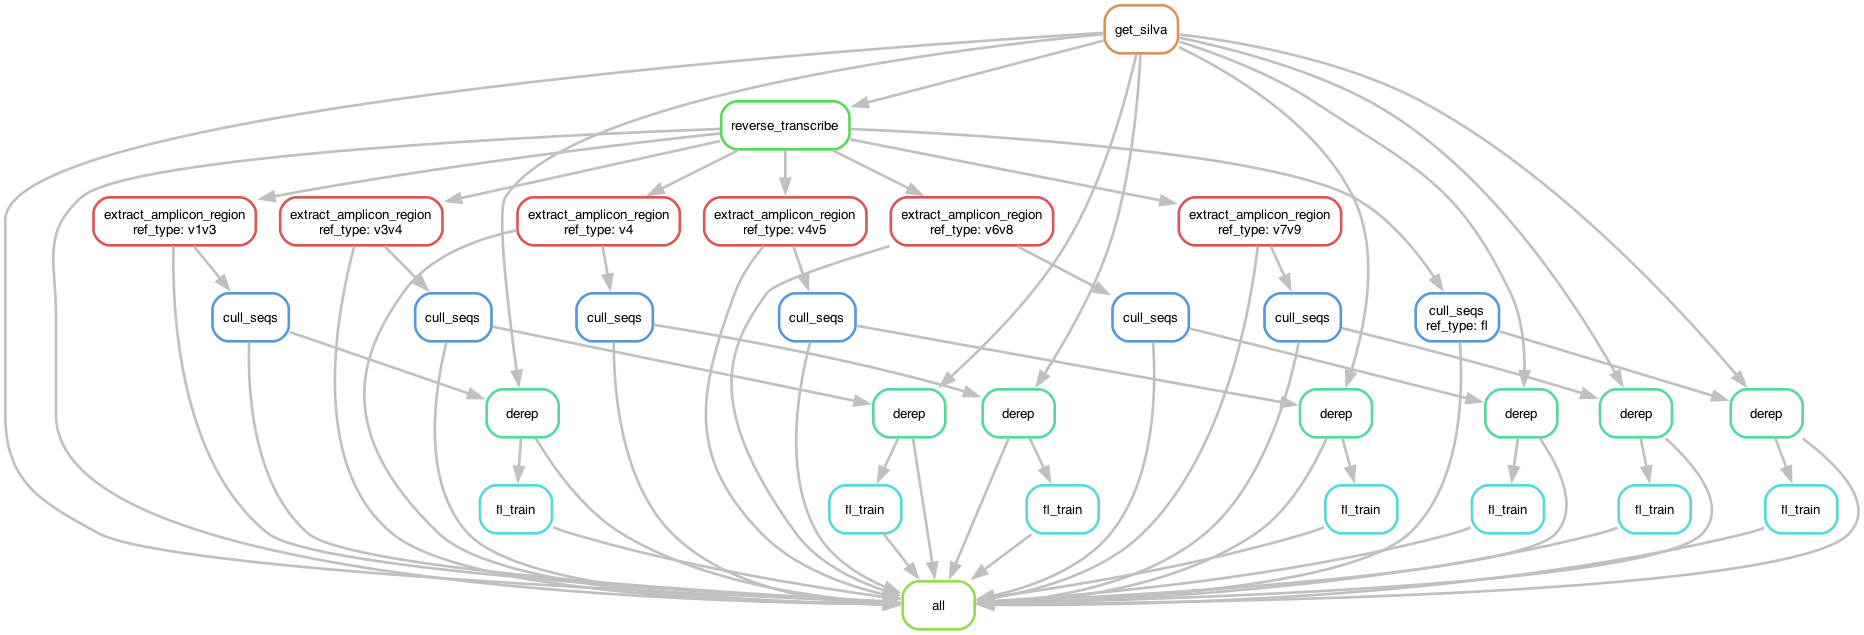 get_silva
reverse_transcribe
extract_amplicon_region
ref_type: v1v3
extract_amplicon_region
ref_type: v3v4
extract_amplicon_region
ref_type: v4
extract_amplicon_region
ref_type: v4v5
extract_amplicon_region
ref_type: v6v8
extract_amplicon_region
ref_type: v7v9
cull_seqs
cull_seqs
cull_seqs
cull_seqs
cull_seqs
cull_seqs
cull_seqs
ref_type: fl
derep
derep
derep
derep
derep
derep
derep
fl_train
fl_train
fl_train
fl_train
fl_train
fl_train
fl_train
all